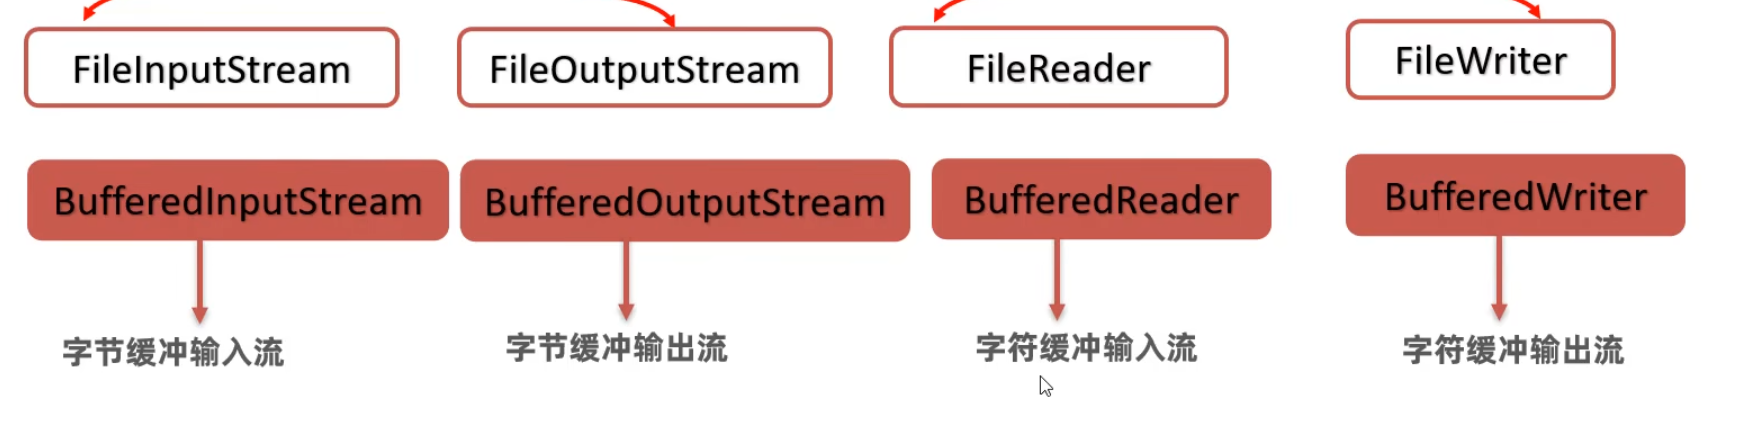 FileInputStream
FileOutputStream
FileReader
FileWriter
BufferedInputStream
BufferedOutputStream
BufferedReader
BufferedWriter
字节缓冲输入流
字节缓冲输出流
字符缓冲输入流
字符缓冲输出流